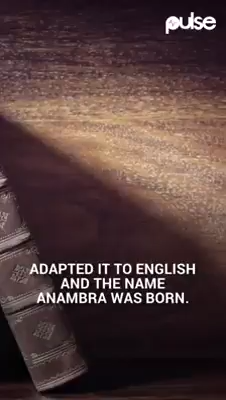 pulse
ADAPTED IT TO ENGLISH
AND THE NAME
ANAMBRA WAS BORN.